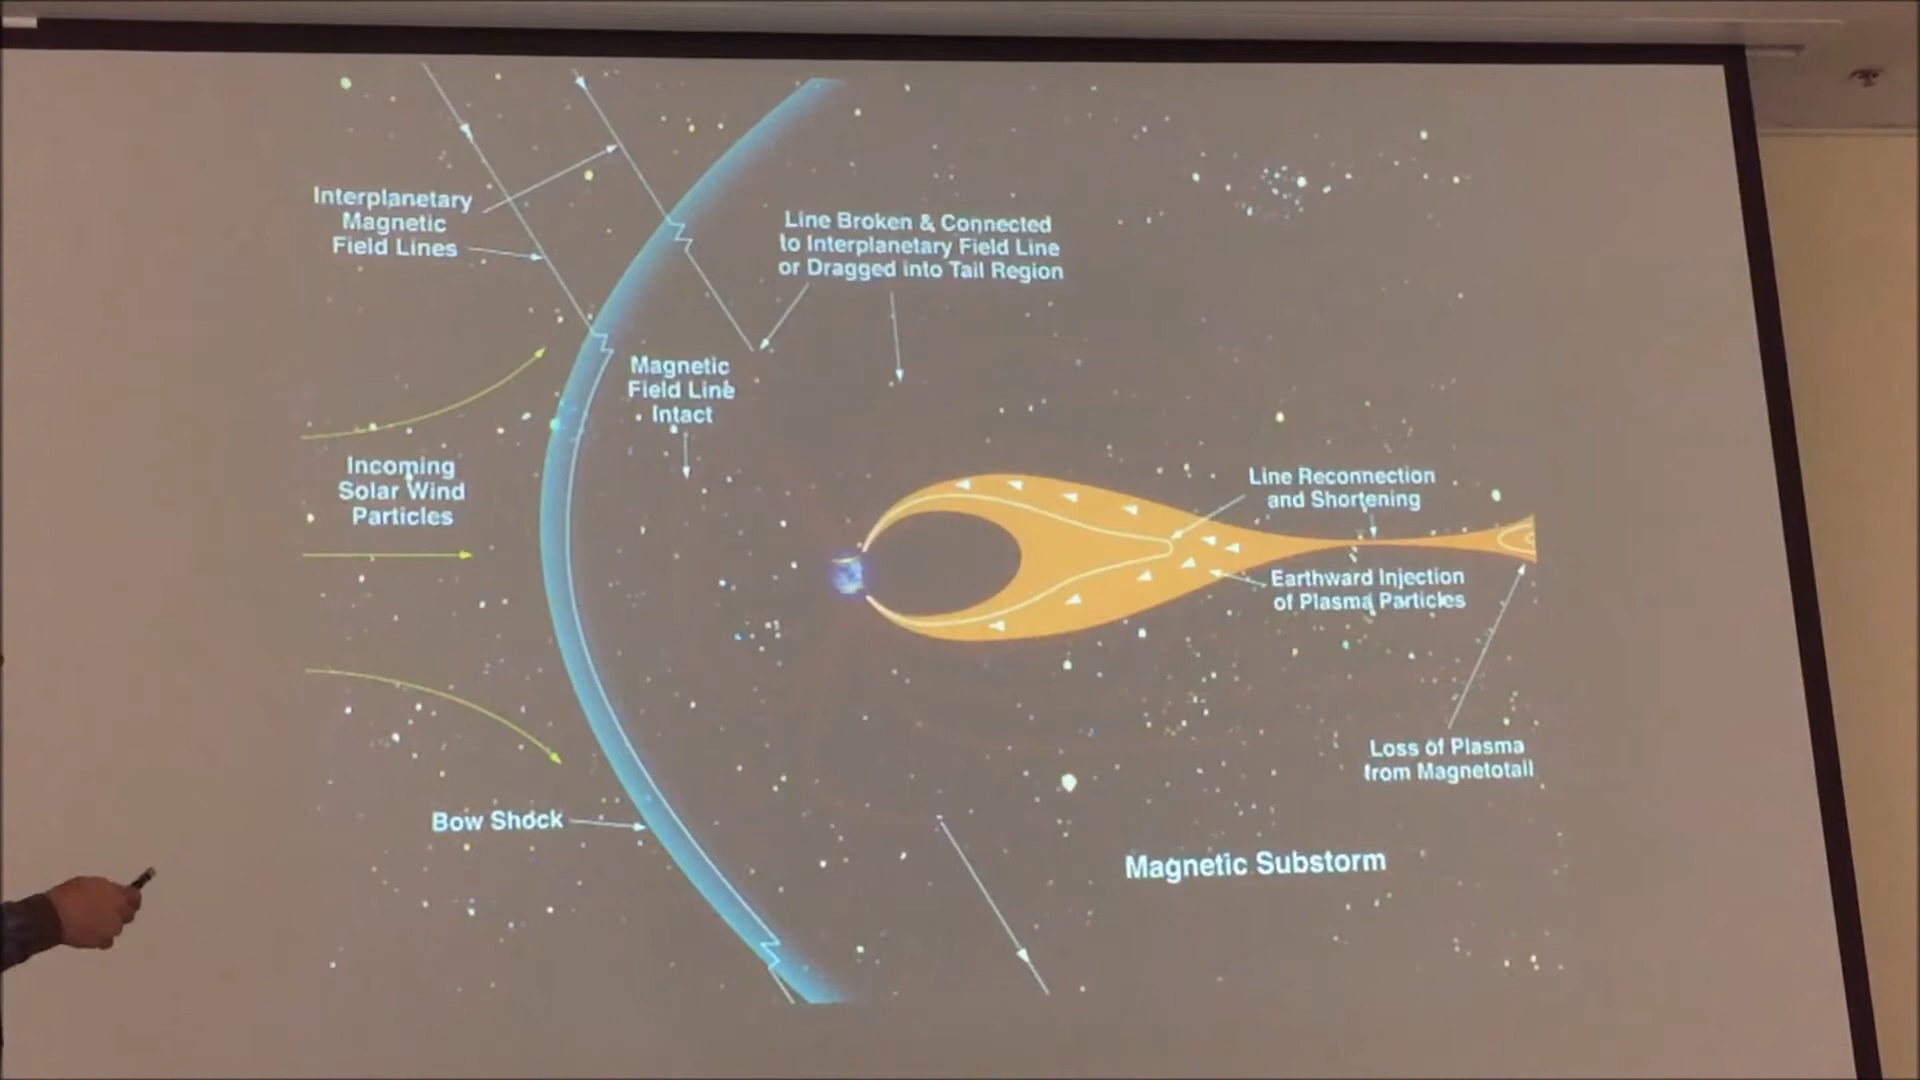 Interplanetary
Magnetic
Field Lines
Line Broken & Connected
to Interplanetary Field Line
or Dragged into Tail Region
Magnetic
Field Line
Intact
Incoming
Solar Wind
Particles
Line Reconnection
and Shortening
Earthward Injection
of Plasma Particles
Loss of Plasma
from Magnetotail
Bow Shock
Magnetic Substorm